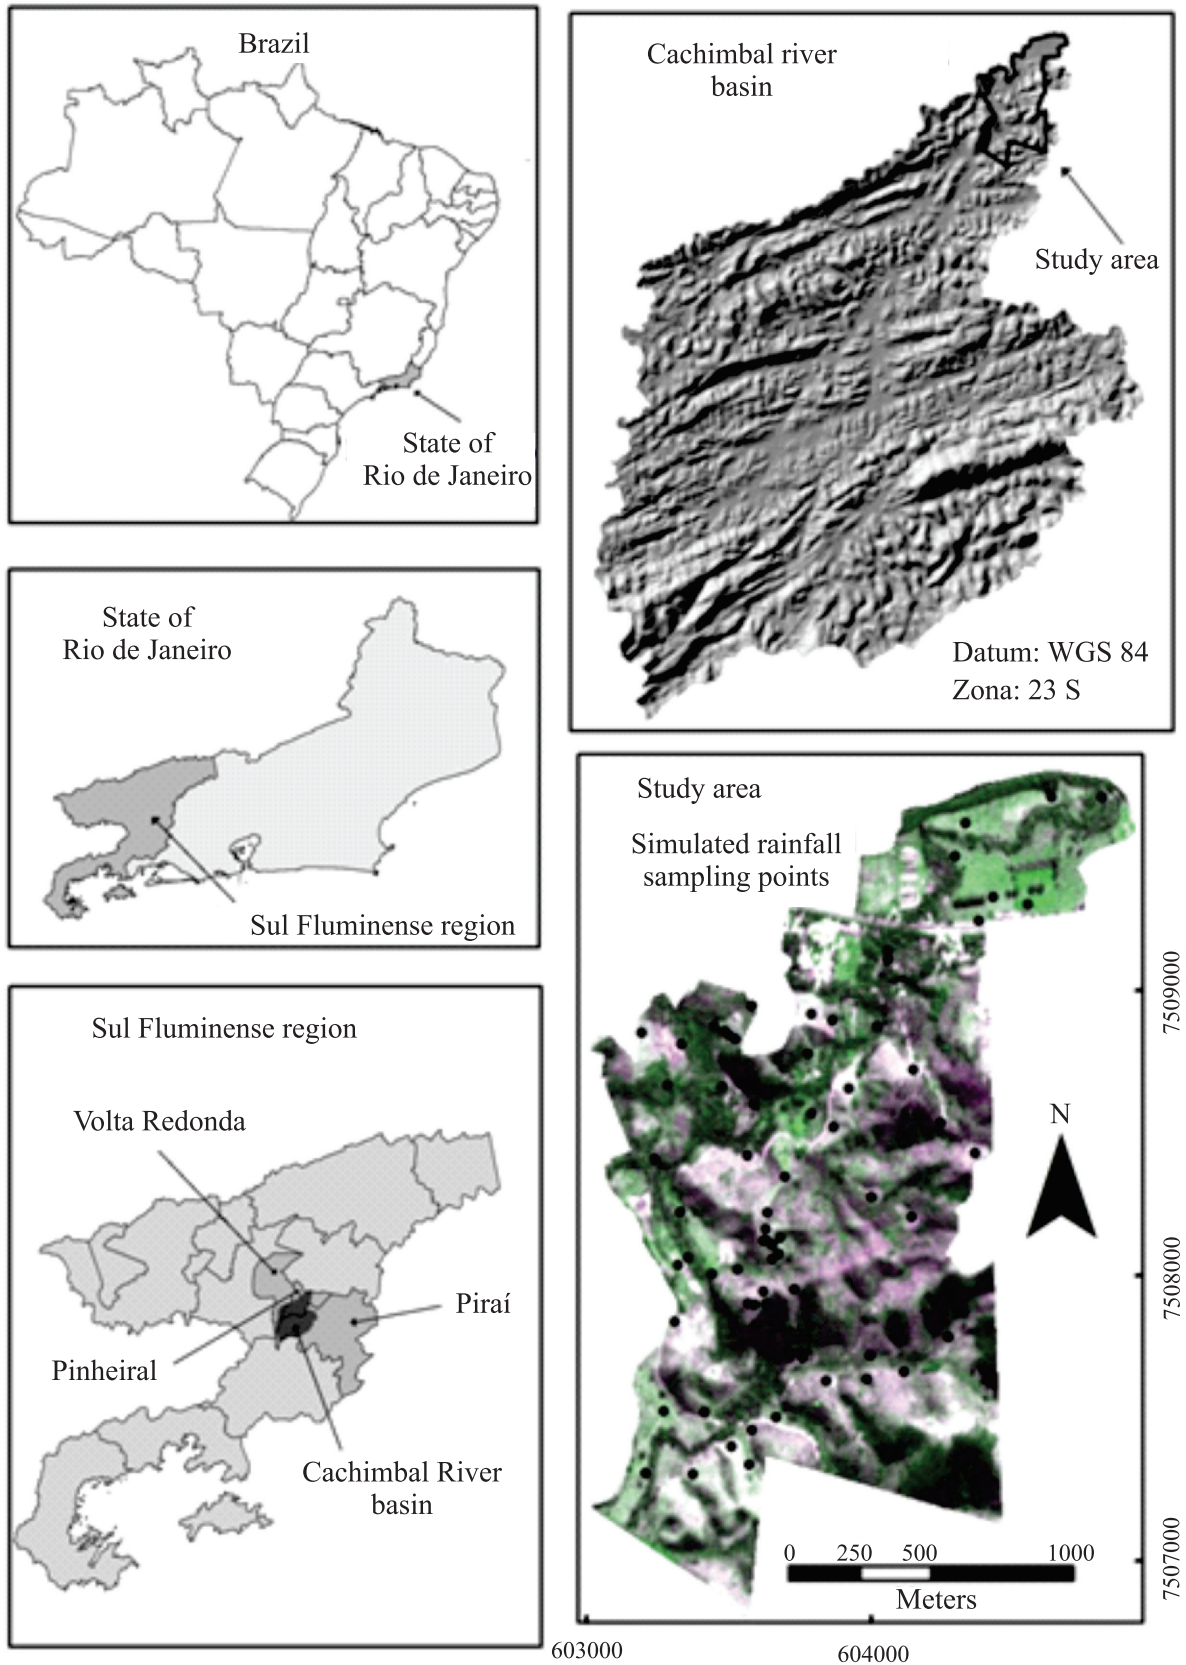 Brazil
State of
Rio de Janeiro
State of
Rio de Janeiro
Sul Fluminense region
Sul Fluminense region
Volta Redonda
Piraí
Pinheiral
Cachimbal River
basin
Cachimbal river
basin
Study area
Datum: WGS 84
Zona: 23 S
Study area
Simulated rainfall
sampling points
7509000
N
7508000
7507000
0 250 500 1000
Meters
603000
604000